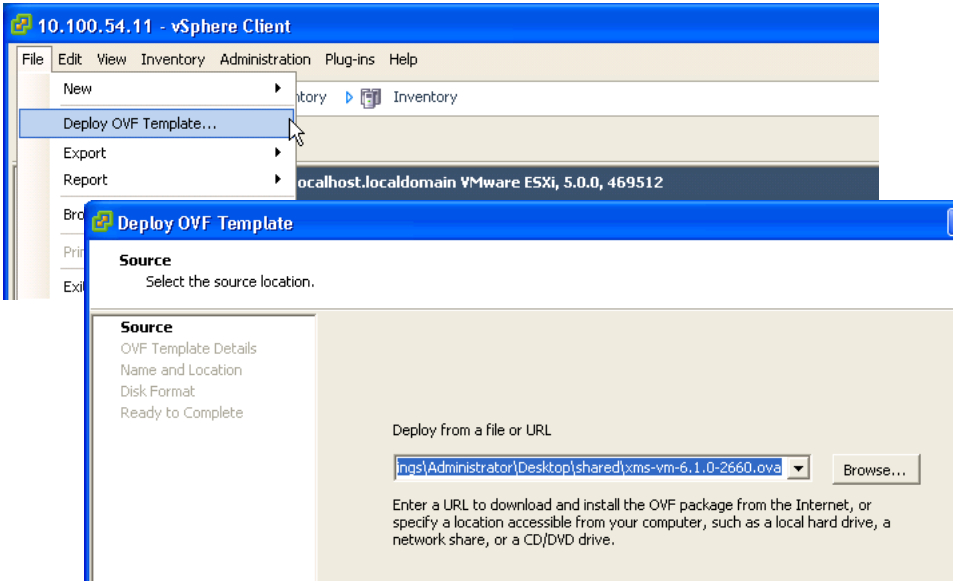 10.100.54.11 - vSphere Client
File Edit View Inventory Administration Plug-ins Help
New
Inventory
Deploy OVF Template...
Export
Report
ocalhost.localdomain VMware ESXi, 5.0.0, 469512
Deploy OVF Template
Source
Select the source location.
Source
OVF Template Details
Name and Location
Disk Format
Ready to Complete
Deploy from a file or URL
ings\Administrator\Desktop\shared\xms-vm-6.1.0-2660.ova
Browse...
Enter a URL to download and install the OVF package from the Internet, or
specify a location accessible from your computer, such as a local hard drive, a
network share, or a CD/DVD drive.